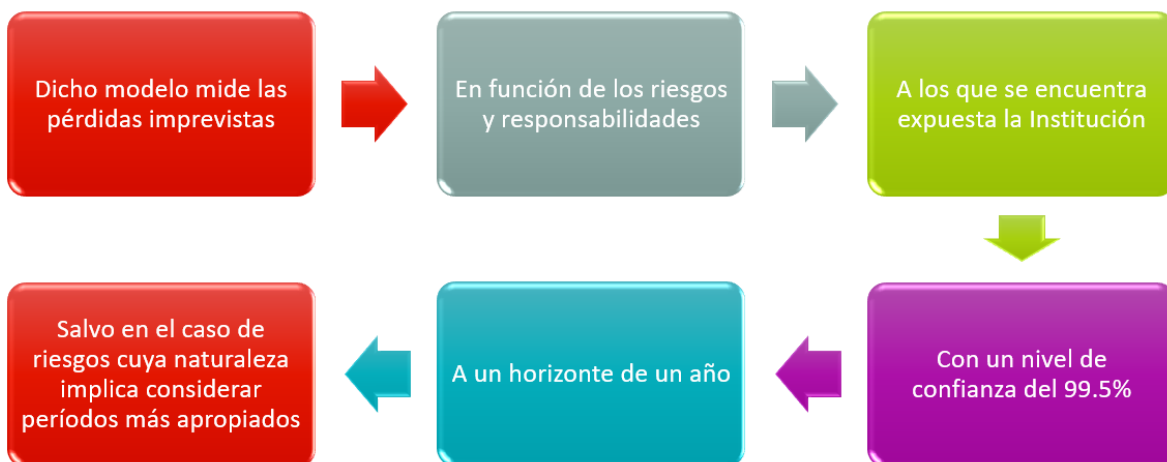 Dicho modelo mide las
pérdidas imprevistas
En función de los riesgos
y responsabilidades
A los que se encuentra
expuesta la Institución
Con un nivel de
confianza del 99.5%
A un horizonte de un año
Salvo en el caso de
riesgos cuya naturaleza
implica considerar
períodos más apropiados